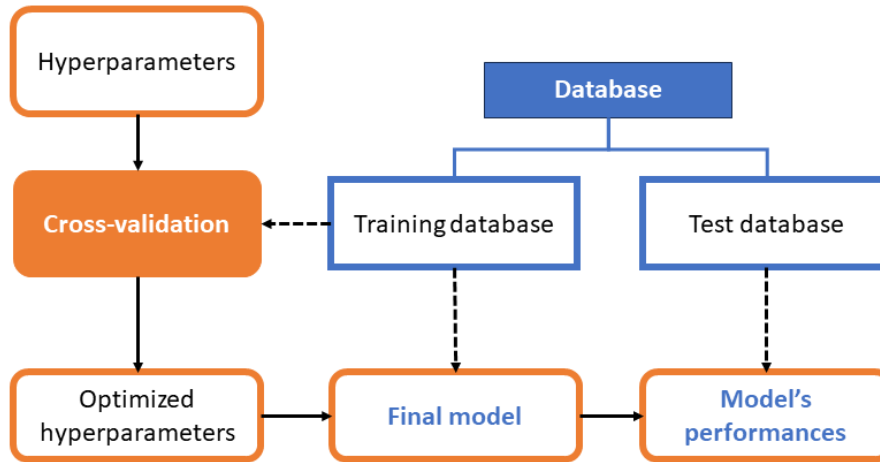 Hyperparameters
Database
Cross-validation
Training database
Test database
Optimized
hyperparameters
Final model
Model's
performances